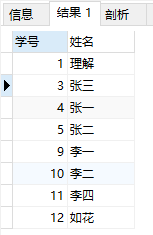 信息 结果 1 剖析
学号 姓名
1 理解
3 张三
4 张一
5 张二
9 李一
10 李二
11 李四
12 如花